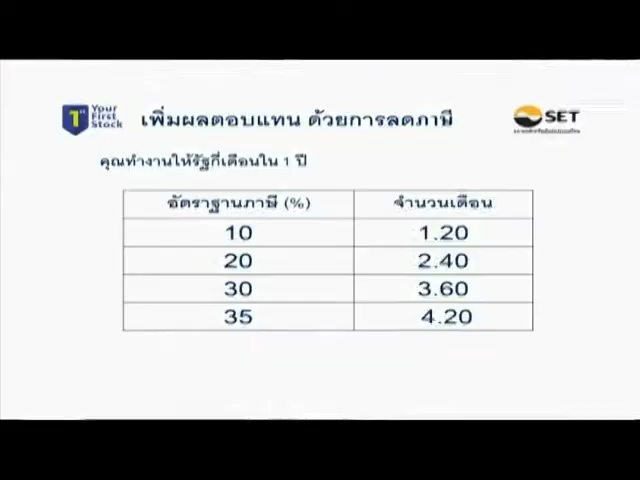 1st Your First Stock
เพิ่มผลตอบแทน ด้วยการลดภาษี
SET
คุณทำงานให้รัฐกี่เดือนใน 1 ปี
อัตราฐานภาษี (%) จำนวนเดือน
10 1.20
20 2.40
30 3.60
35 4.20